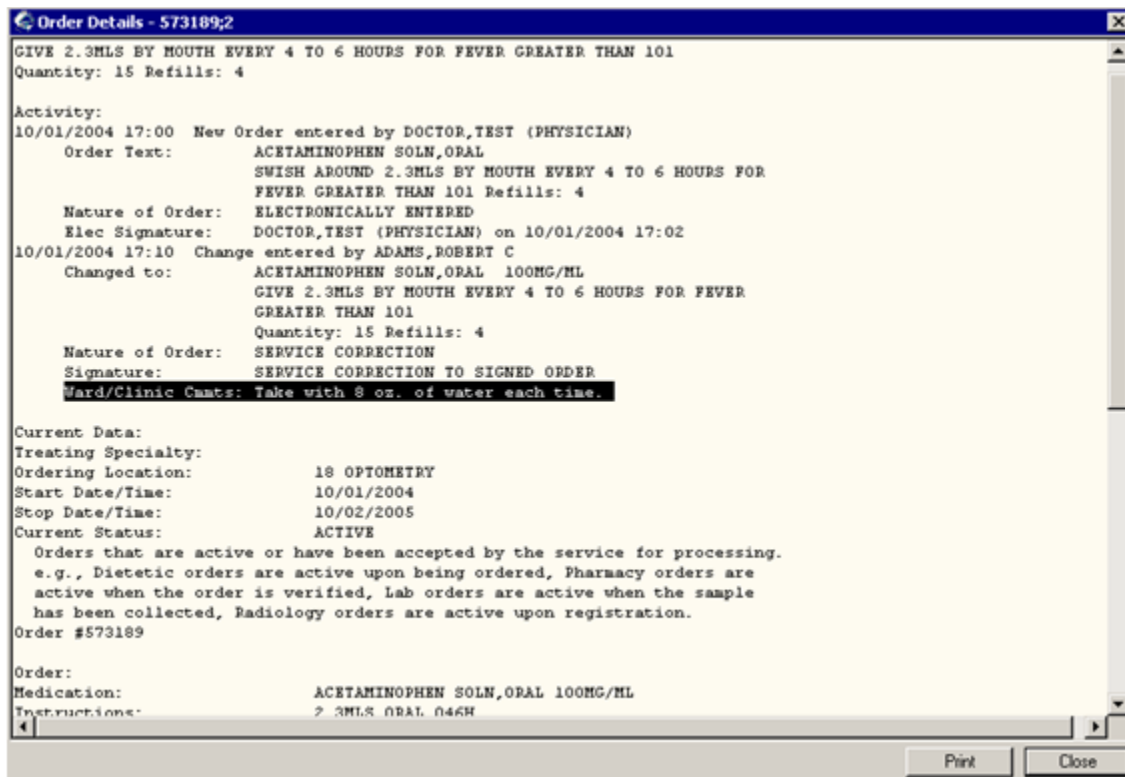 Order Details - 573189;2
GIVE 2.3MLS BY MOUTH EVERY 4 TO 6 HOURS FOR FEVER GREATER THAN 101
Quantity: 15 Refills: 4
Activity:
10/01/2004 17:00 New Order entered by DOCTOR,TEST (PHYSICIAN)
Order Text: ACETAMINOPHEN SOLN,ORAL
SWISH AROUND 2.3MLS BY MOUTH EVERY 4 TO 6 HOURS FOR
FEVER GREATER THAN 101 Refills: 4
Nature of Order: ELECTRONICALLY ENTERED
Elec Signature: DOCTOR,TEST (PHYSICIAN) on 10/01/2004 17:02
10/01/2004 17:10 Change entered by ADAMS,ROBERT C
Changed to: ACETAMINOPHEN SOLN,ORAL 100MG/ML
GIVE 2.3MLS BY MOUTH EVERY 4 TO 6 HOURS FOR FEVER
GREATER THAN 101
Quantity: 15 Refills: 4
Nature of Order: SERVICE CORRECTION
Signature: SERVICE CORRECTION TO SIGNED ORDER
Ward/Clinic Cmmts: Take with 8 oz. of water each time.
Current Data:
Treating Specialty:
Ordering Location: 18 OPTOMETRY
Start Date/Time: 10/01/2004
Stop Date/Time: 10/02/2005
Current Status: ACTIVE
Orders that are active or have been accepted by the service for processing.
e.g., Dietetic orders are active upon being ordered, Pharmacy orders are
active when the order is verified, Lab orders are active when the sample
has been collected, Radiology orders are active upon registration.
Order #573189
Order:
Medication: ACETAMINOPHEN SOLN,ORAL 100MG/ML
Instructions: 2.3MLS ORAL Q46H
Print Close